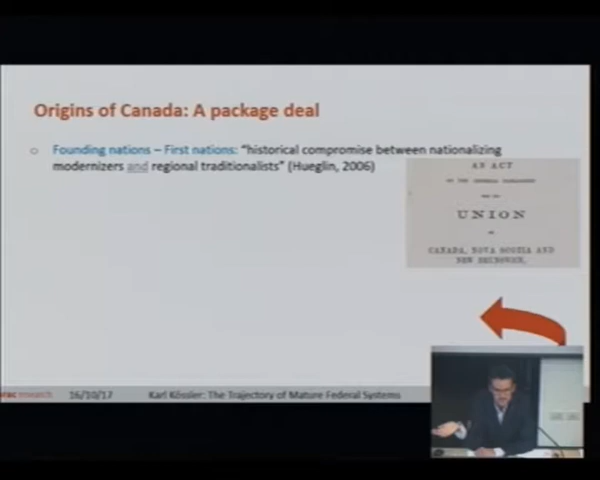 Origins of Canada: A package deal
Founding nations – First nations: "historical compromise between nationalizing
modernizers and regional traditionalists" (Hueglin, 2006)
AN ACT
UNION
OF
CANADA, NOVA SCOTIA AND
NEW BRUNSWICK,
research 16/10/17 Karl Kössler: The Trajectory of Mature Federal Systems